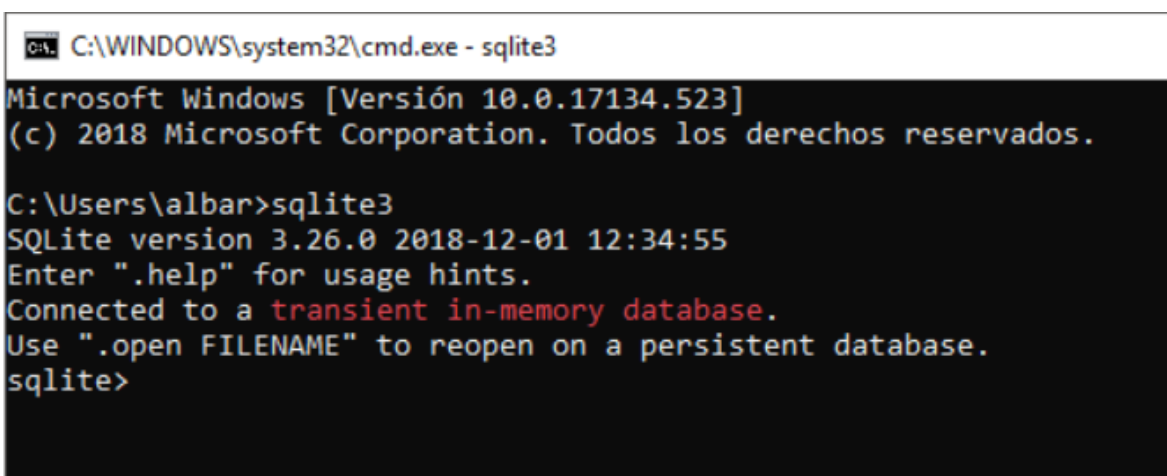 C:\WINDOWS\system32\cmd.exe - sqlite3
Microsoft Windows [Versión 10.0.17134.523]
(c) 2018 Microsoft Corporation. Todos los derechos reservados.
C:\Users\albar>sqlite3
SQLite version 3.26.0 2018-12-01 12:34:55
Enter ".help" for usage hints.
Connected to a transient in-memory database.
Use ".open FILENAME" to reopen on a persistent database.
sqlite>